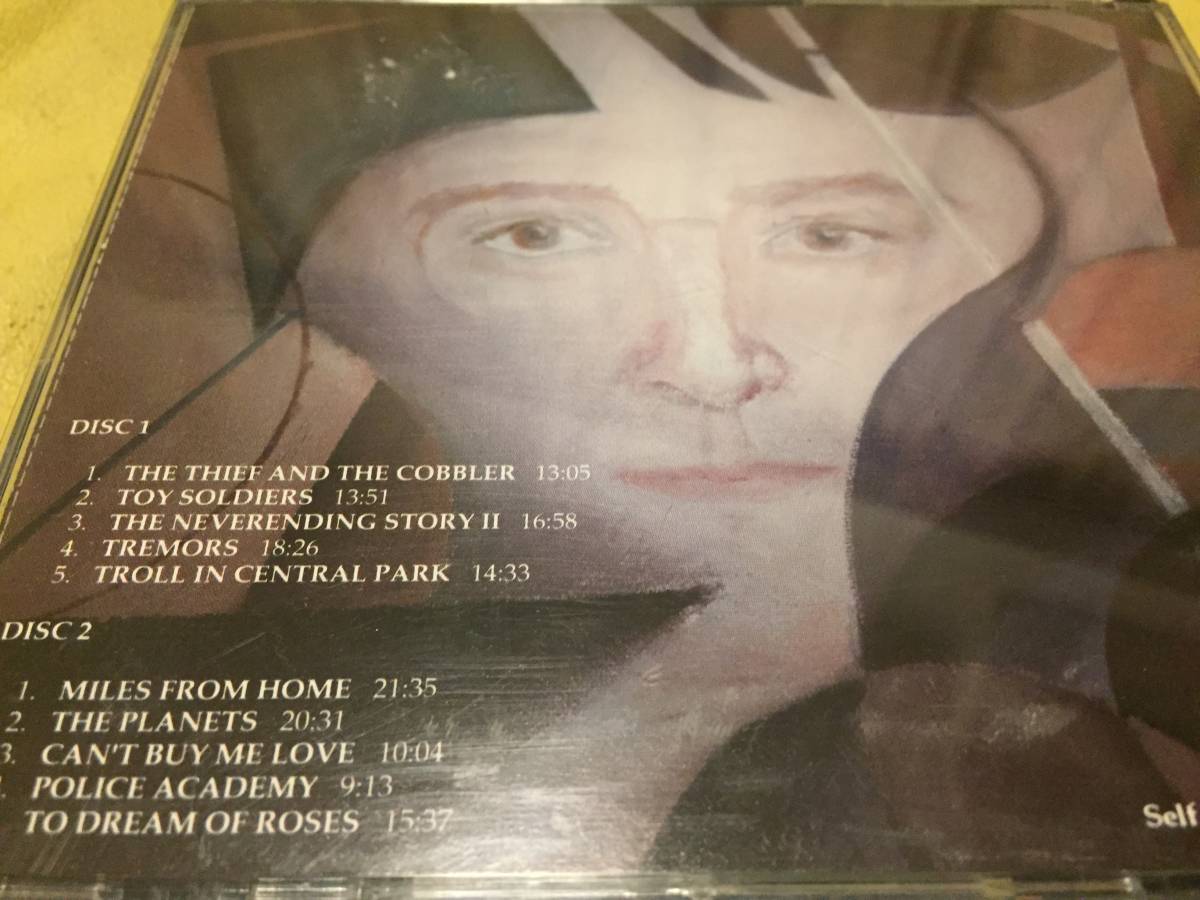 DISC 1
1. THE THIEF AND THE COBBLER 13:05
2. TOY SOLDIERS 13:51
3. THE NEVERENDING STORY II 16:58
4. TREMORS 18:26
5. TROLL IN CENTRAL PARK 14:33
DISC 2
1. MILES FROM HOME 21:35
2. THE PLANETS 20:31
3. CAN'T BUY ME LOVE 10:04
POLICE ACADEMY 9:13
TO DREAM OF ROSES 15:37
Self